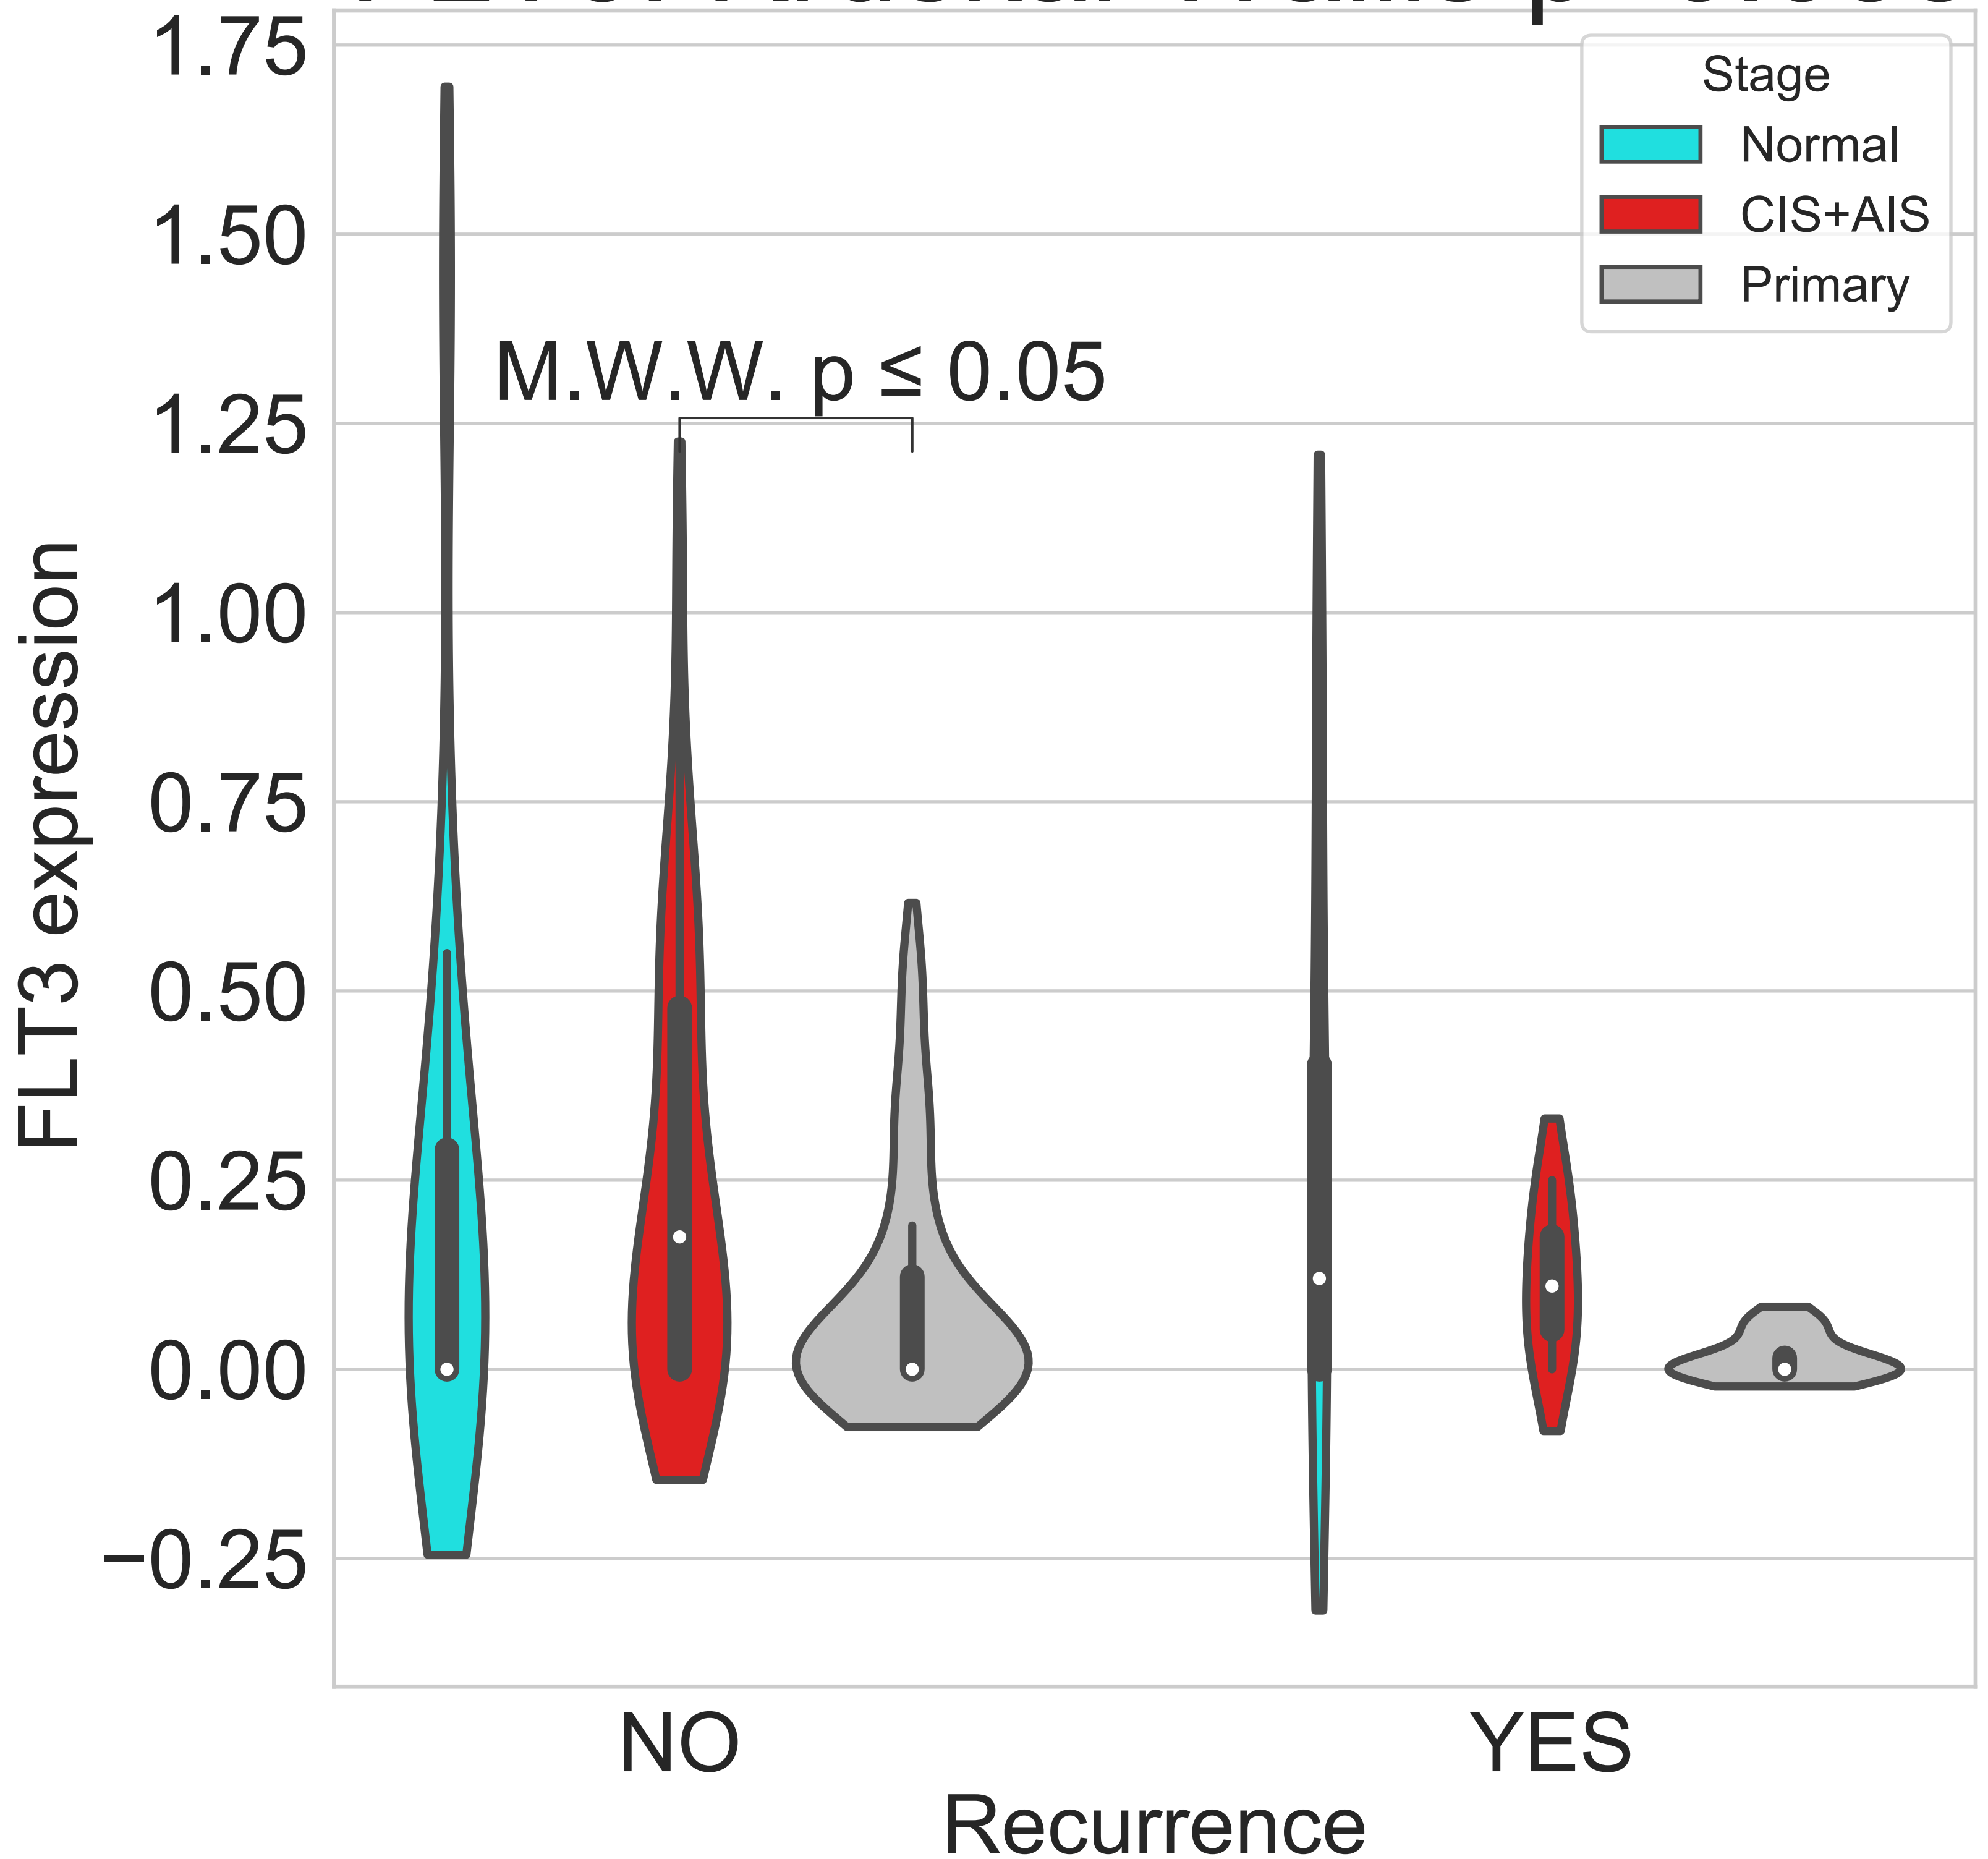 Stage
Normal
CIS+AIS
Primary
M.W.W. p ≤ 0.05
1.75
1.50
1.25
1.00
0.75
0.50
0.25
0.00
−0.25
FLT3 expression
NO
YES
Recurrence